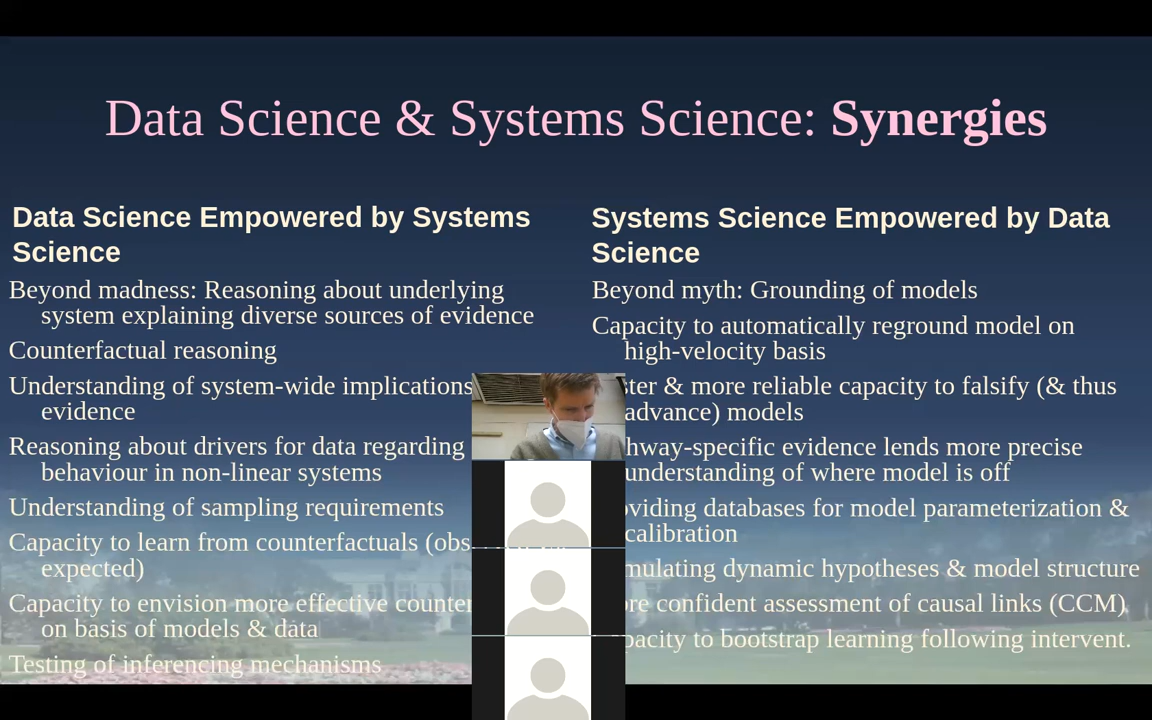 Data Science & Systems Science: Synergies
Data Science Empowered by Systems
Science
Beyond madness: Reasoning about underlying
system explaining diverse sources of evidence
Counterfactual reasoning
Understanding of system-wide implications
evidence
Reasoning about drivers for data regarding
behaviour in non-linear systems
Understanding of sampling requirements
Capacity to learn from counterfactuals
expected)
Capacity to envision more effective
on basis of models & data
Testing of inferencing mechanisms
Systems Science Empowered by Data
Science
Beyond myth: Grounding of models
Capacity to automatically reground model on
high-velocity basis
& more reliable capacity to falsify (& thus
advance) models
evidence lends more precise
understanding of where model is off
databases for model parameterization &
calibration
dynamic hypotheses & model structure
confident assessment of causal links (CCM)
to bootstrap learning following intervent.